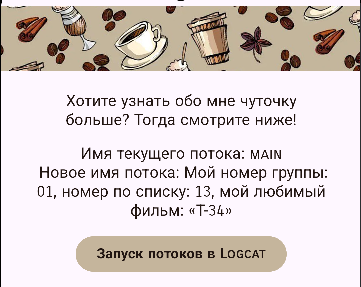 Хотите узнать обо мне чуточку
больше? Тогда смотрите ниже!
Имя текущего потока: MAIN
Новое имя потока: Мой номер группы:
01, номер по списку: 13, мой любимый
фильм: «Т-34»
Запуск потоков в LOGCAT